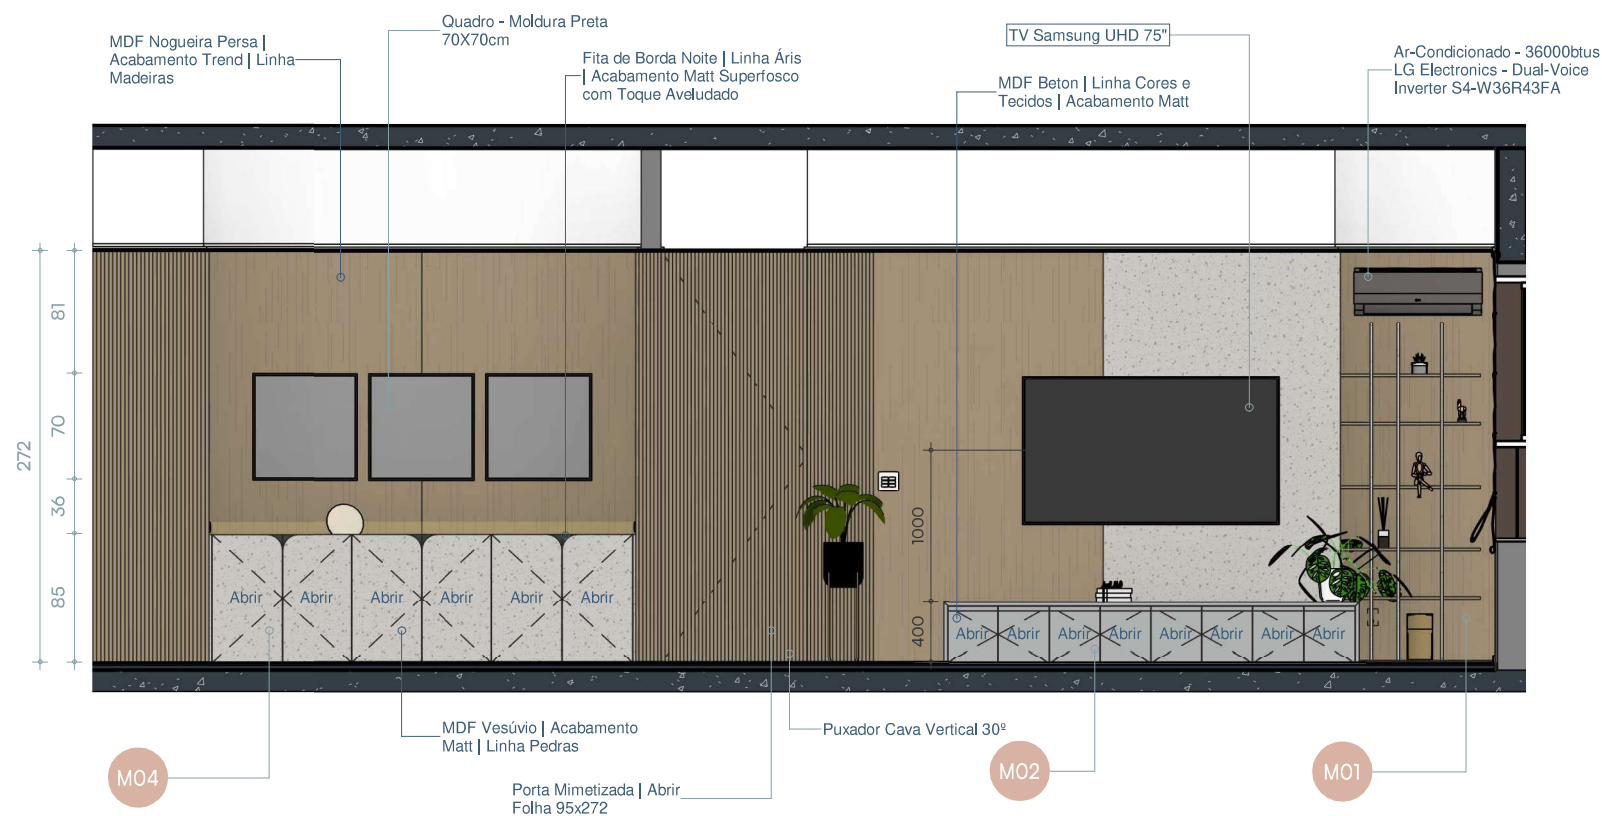 Quadro - Moldura Preta
70X70cm
MDF Nogueira Persa |
Acabamento Trend | Linha
Madeiras
Fita de Borda Noite | Linha Áris
| Acabamento Matt Superfosco
com Toque Aveludado
TV Samsung UHD 75"
MDF Beton | Linha Cores e
Tecidos | Acabamento Matt
Ar-Condicionado - 36000btus
LG Electronics - Dual-Voice
Inverter S4-W36R43FA
272
81
70
36
85
1000
400
Abrir Abrir Abrir Abrir Abrir Abrir
Abrir Abrir Abrir Abrir Abrir Abrir Abrir Abrir
MDF Vesúvio | Acabamento
Matt | Linha Pedras
Puxador Cava Vertical 30º
M04
M02
M01
Porta Mimetizada | Abrir
Folha 95x272